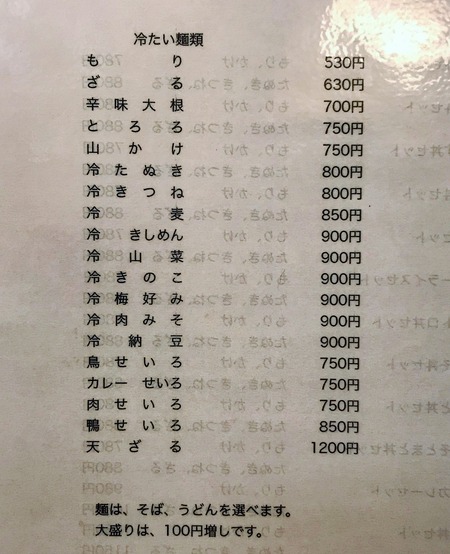 冷たい麺類
もり 530円
ざる 630円
辛味大根 700円
とろろ 750円
山かけ 750円
冷たぬき 800円
冷きつね 800円
冷麦 850円
冷きしめん 900円
冷山菜 900円
冷きのこ 900円
冷梅好み 900円
冷肉みそ 900円
冷納豆 900円
鳥せいろ 750円
カレーせいろ 750円
肉せいろ 750円
鴨せいろ 850円
天ざる 1200円
麺は、そば、うどんを選べます。
大盛りは、100円増しです。